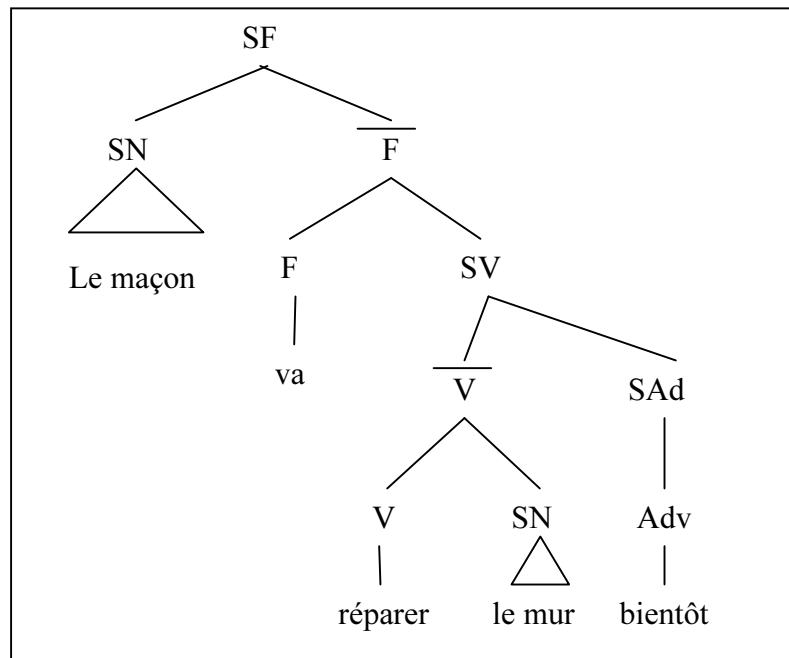 SF
SN F̅
Le maçon F SV
va V̅ SAd
V SN Adv
réparer le mur bientôt